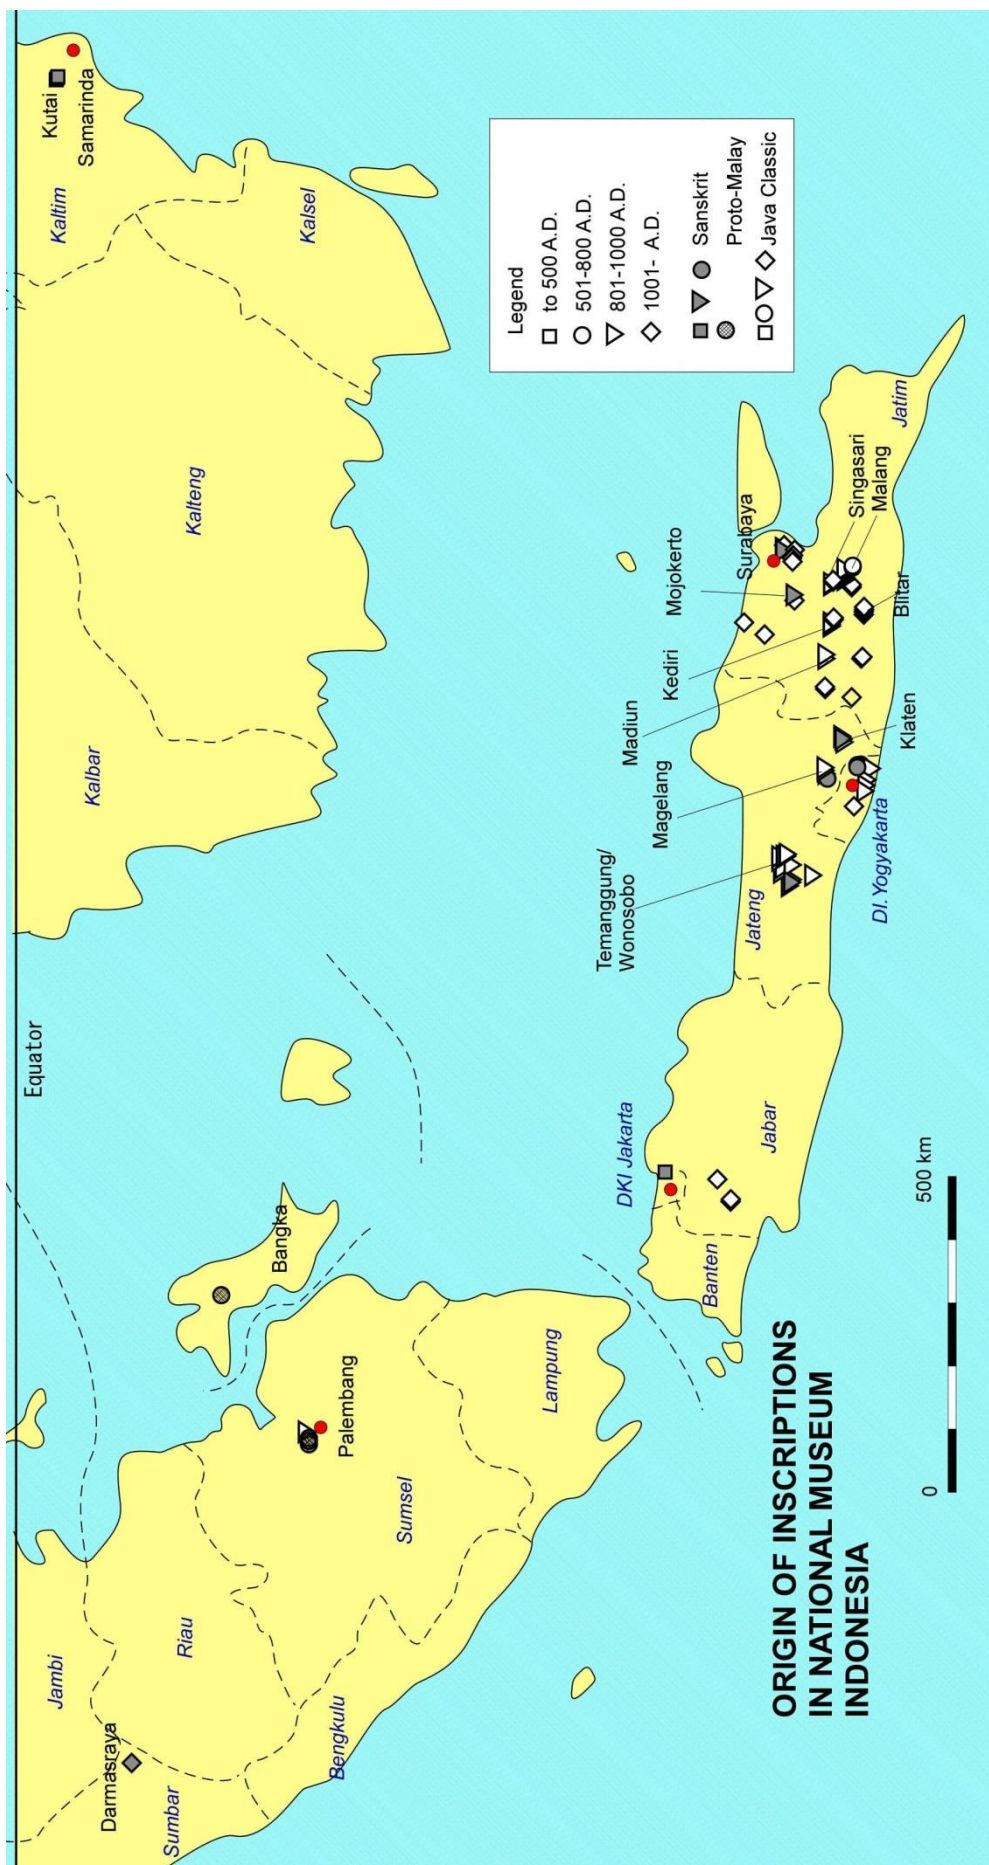 Equator
Kutai
Samarinda
Kaltim
Kalsel
Kalteng
Kalbar
Bangka
Palembang
Jambi
Riau
Darmasraya
Sumbar
Sumsel
Bengkulu
Lampung
Legend
to 500 A.D.
501-800 A.D.
801-1000 A.D.
1001- A.D.
Sanskrit
Proto-Malay
Java Classic
DKI Jakarta
Banten
Jabar
Jateng
Temanggung/
Wonosobo
Magelang
Madiun
Kediri
Mojokerto
Surabaya
Singasari
Malang
Blitar
Klaten
DI.Yogyakarta
Jatim
ORIGIN OF INSCRIPTIONS
IN NATIONAL MUSEUM
INDONESIA
0
500 km